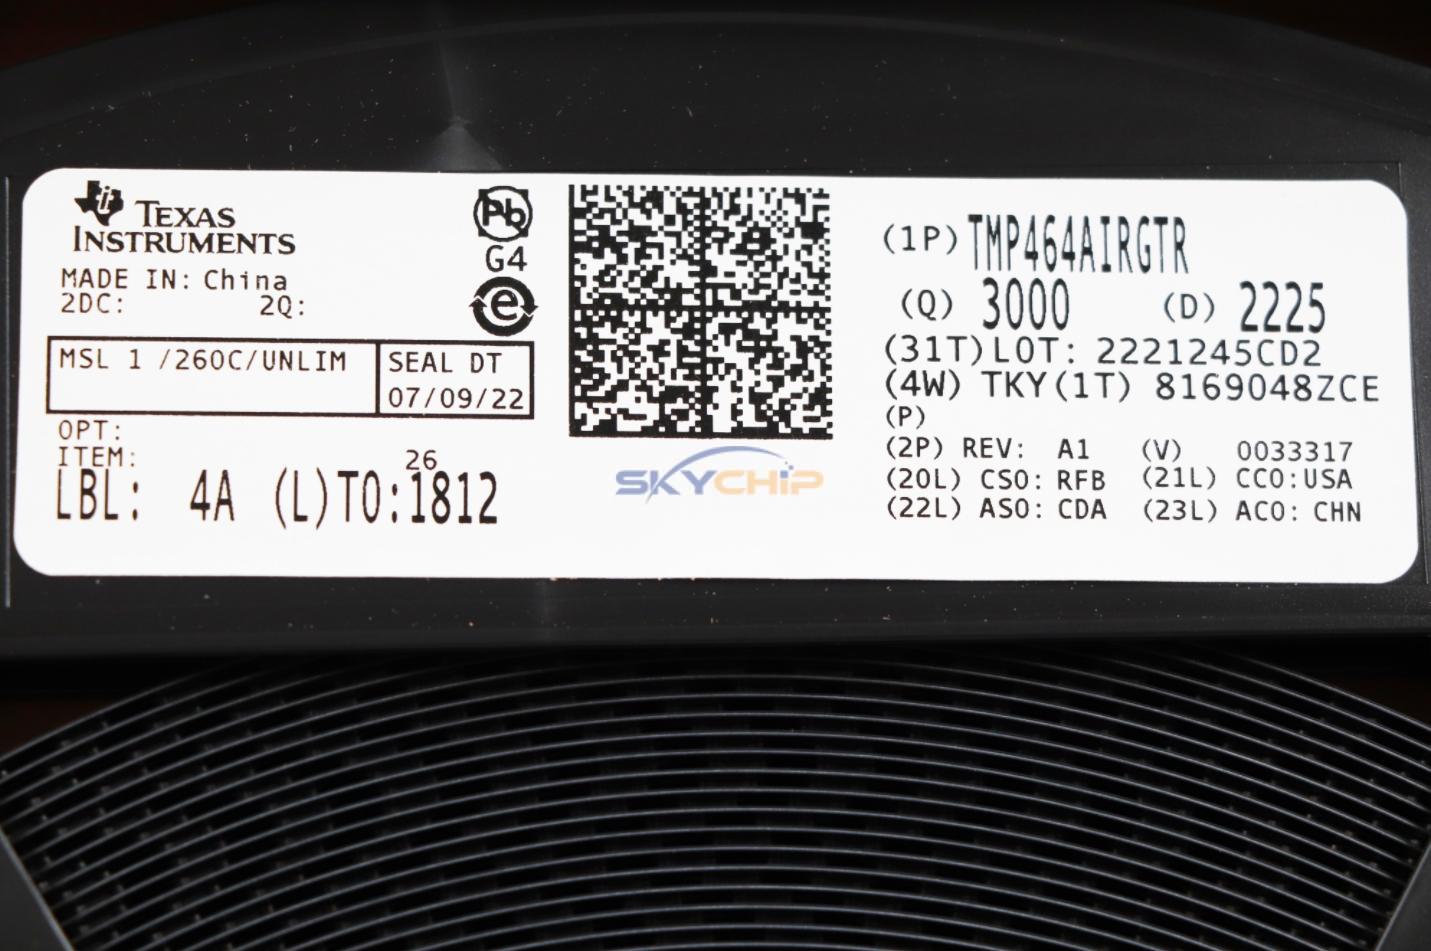 TEXAS
INSTRUMENTS
MADE IN: China
2DC: 2Q:
Pb
G4
e
MSL 1 /260C/UNLIM
SEAL DT
07/09/22
OPT:
ITEM:
26
LBL: 4A (L)TO:1812
SKYCHIP
(1P) TMP464AIRGTR
(Q) 3000 (D) 2225
(31T)LOT: 2221245CD2
(4W) TKY(1T) 8169048ZCE
(P)
(2P) REV: A1 (V) 0033317
(20L) CSO: RFB (21L) CCO:USA
(22L) ASO: CDA (23L) ACO: CHN